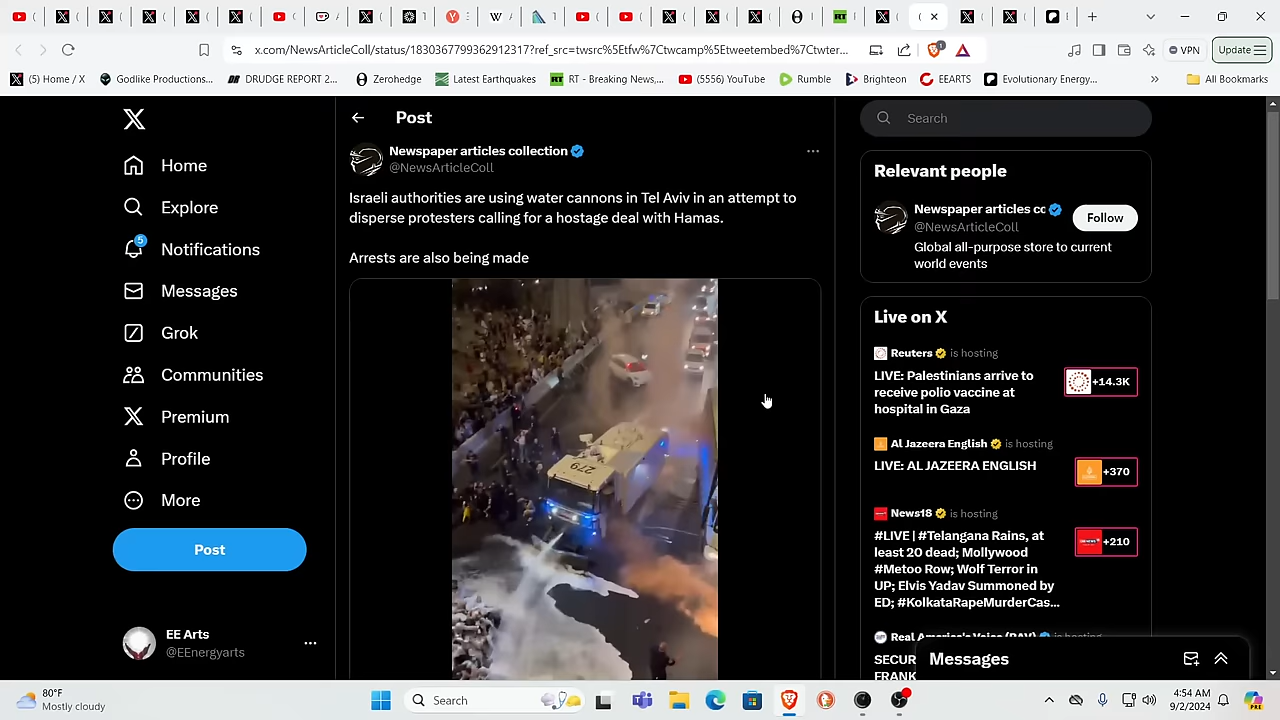 x.com/NewsArticleColl/status/1830367799362912317?ref_src=twsrc%5Etfw%7Ctwcamp%5Etweetembed%7Ctwter...
VPN
Update
(5) Home / X
Godlike Productions...
DRUDGE REPORT 2...
Zerohedge
Latest Earthquakes
RT - Breaking News,...
(5556) YouTube
Rumble
Brighteon
EEARTS
Evolutionary Energy...
All Bookmarks
Home
Explore
5
Notifications
Messages
Grok
Communities
Premium
Profile
More
Post
EE Arts
@EEnergyarts
Post
Newspaper articles collection
@NewsArticleColl
Israeli authorities are using water cannons in Tel Aviv in an attempt to
disperse protesters calling for a hostage deal with Hamas.
Arrests are also being made
279
Search
Relevant people
Newspaper articles cc
@NewsArticleColl
Follow
Global all-purpose store to current
world events
Live on X
Reuters is hosting
LIVE: Palestinians arrive to
receive polio vaccine at
hospital in Gaza
+14.3K
Al Jazeera English is hosting
LIVE: AL JAZEERA ENGLISH
+370
News18 is hosting
#LIVE | #Telangana Rains, at
least 20 dead; Mollywood
#Metoo Row; Wolf Terror in
UP; Elvis Yadav Summoned by
ED; #KolkataRapeMurderCas...
+210
Real America's Voice (RAV) is hosting
SECUR
FRANK
Messages
80°F
Mostly cloudy
Search
4:54 AM
9/2/2024